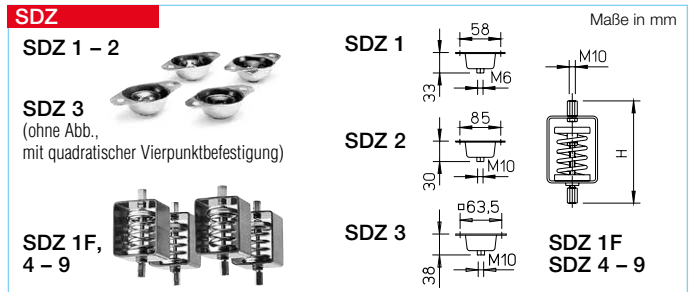 SDZ
Maße in mm
SDZ 1 – 2
SDZ 3
(ohne Abb.,
mit quadratischer Vierpunktbefestigung)
SDZ 1F,
4 – 9
SDZ 1
58
33
M6
SDZ 2
85
30
M10
SDZ 3
□63,5
38
M10
M10
H
SDZ 1F
SDZ 4 – 9